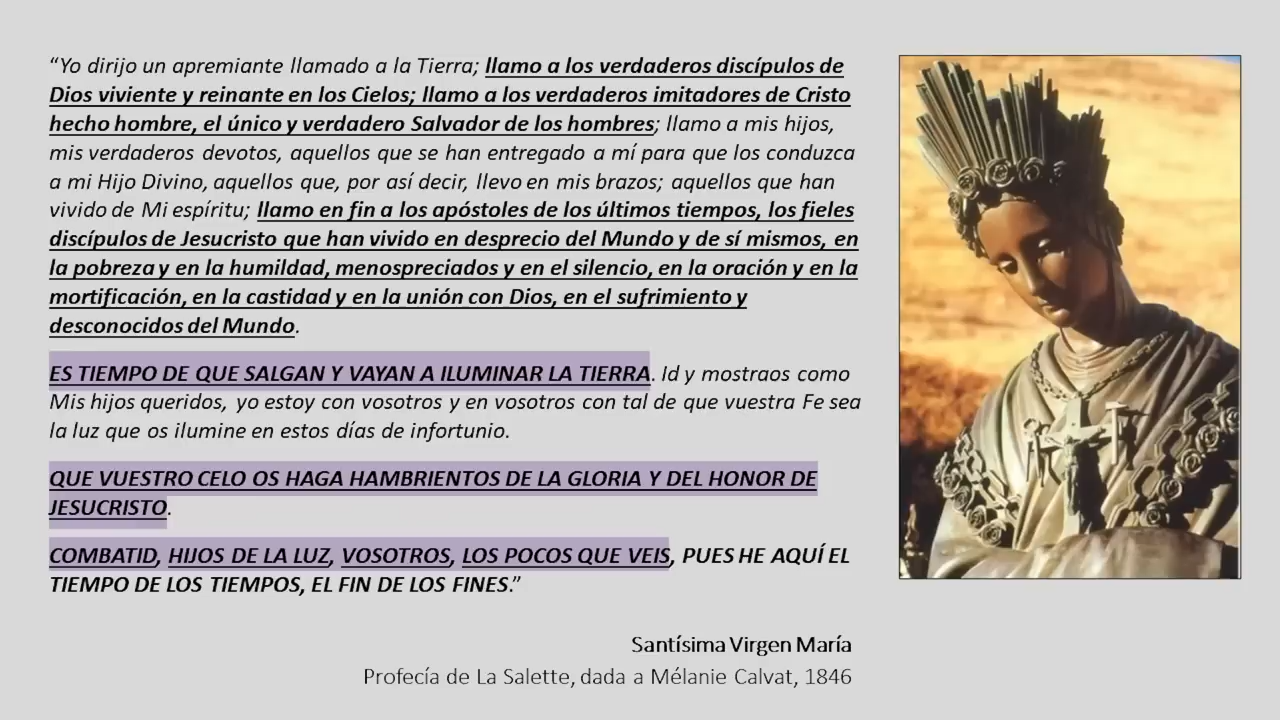 “Yo dirijo un apremiante llamado a la Tierra; llamo a los verdaderos discípulos de
Dios viviente y reinante en los Cielos; llamo a los verdaderos imitadores de Cristo
hecho hombre, el único y verdadero Salvador de los hombres; llamo a mis hijos,
mis verdaderos devotos, aquellos que se han entregado a mí para que los conduzca
a mi Hijo Divino, aquellos que, por así decir, llevo en mis brazos; aquellos que han
vivido de Mi espíritu; llamo en fin a los apóstoles de los últimos tiempos, los fieles
discípulos de Jesucristo que han vivido en desprecio del Mundo y de sí mismos, en
la pobreza y en la humildad, menospreciados y en el silencio, en la oración y en la
mortificación, en la castidad y en la unión con Dios, en el sufrimiento y
desconocidos del Mundo.
ES TIEMPO DE QUE SALGAN Y VAYAN A ILUMINAR LA TIERRA. Id y mostraos como
Mis hijos queridos, yo estoy con vosotros y en vosotros con tal de que vuestra Fe sea
la luz que os ilumine en estos días de infortunio.
QUE VUESTRO CELO OS HAGA HAMBRIENTOS DE LA GLORIA Y DEL HONOR DE
JESUCRISTO.
COMBATID, HIJOS DE LA LUZ, VOSOTROS, LOS POCOS QUE VEIS, PUES HE AQUÍ EL
TIEMPO DE LOS TIEMPOS, EL FIN DE LOS FINES.”
Santísima Virgen María
Profecía de La Salette, dada a Mélanie Calvat, 1846